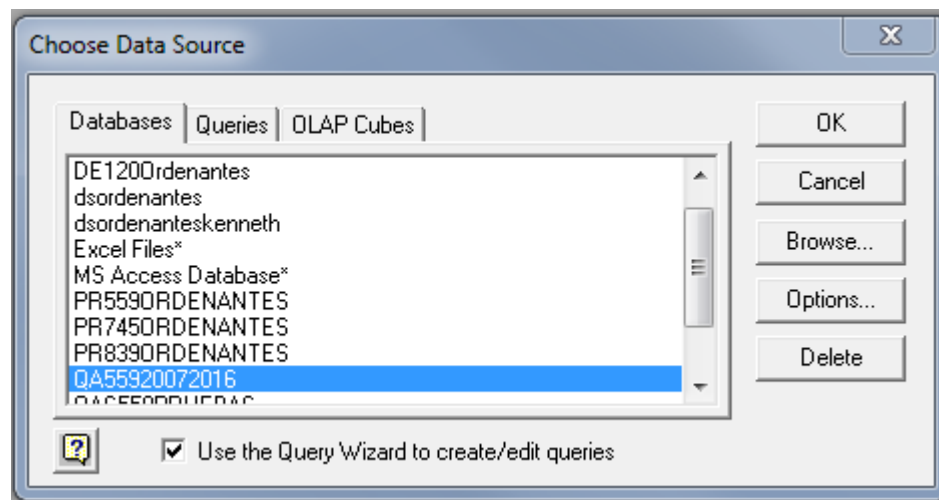 Choose Data Source
Databases Queries OLAP Cubes
DE120Ordenantes
dsordenantes
dsordenanteskenneth
Excel Files*
MS Access Database*
PR559ORDENANTES
PR745ORDENANTES
PR839ORDENANTES
QA55920072016
OK
Cancel
Browse...
Options...
Delete
Use the Query Wizard to create/edit queries